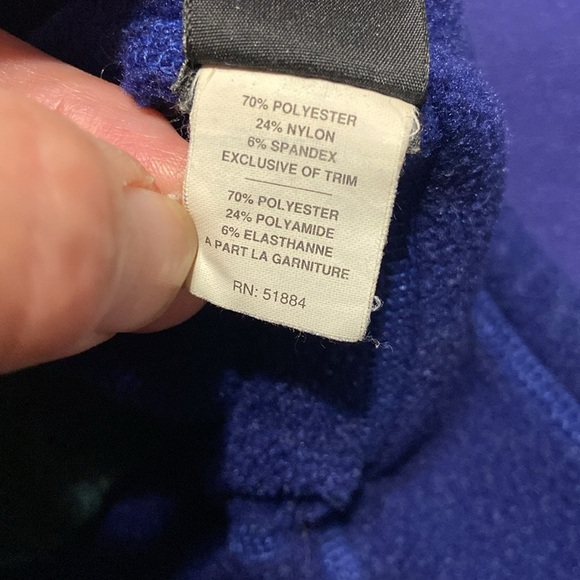 70% POLYESTER
24% NYLON
6% SPANDEX
EXCLUSIVE OF TRIM
70% POLYESTER
24% POLYAMIDE
6% ELASTHANNE
A PART LA GARNITURE
RN: 51884